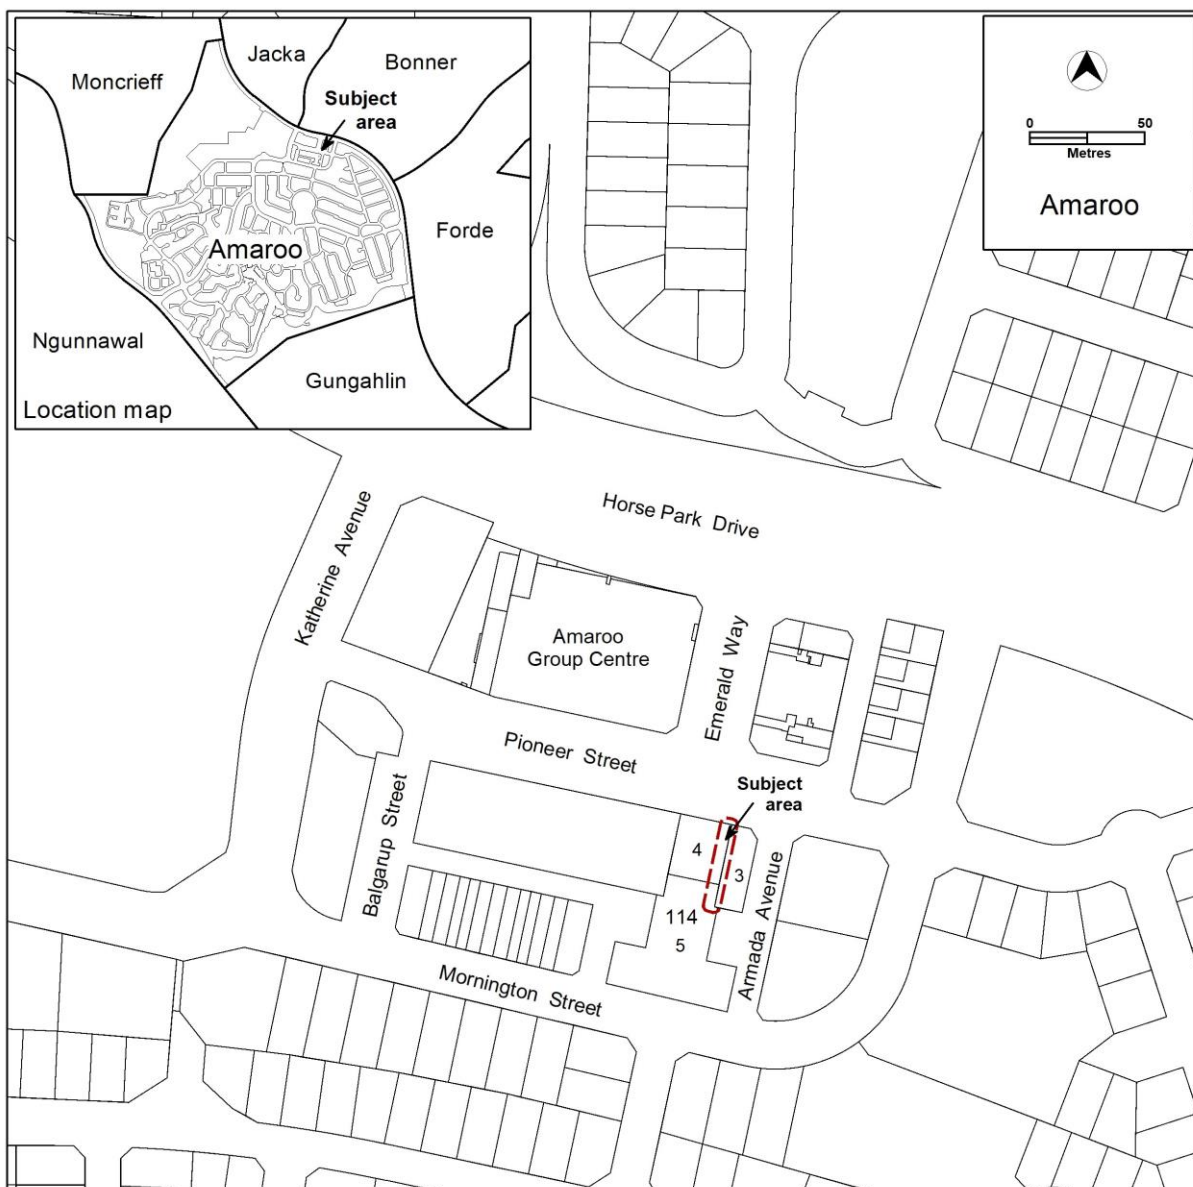 Jacka
Bonner
Moncrieff
Subject
area
Forde
Amaroo
Ngunnawal
Gungahlin
Location map
0 50
Metres
Amaroo
Horse Park Drive
Katherine Avenue
Amaroo
Group Centre
Emerald Way
Pioneer Street
Subject
area
Balgarup Street
4
3
114
5
Armada Avenue
Mornington Street